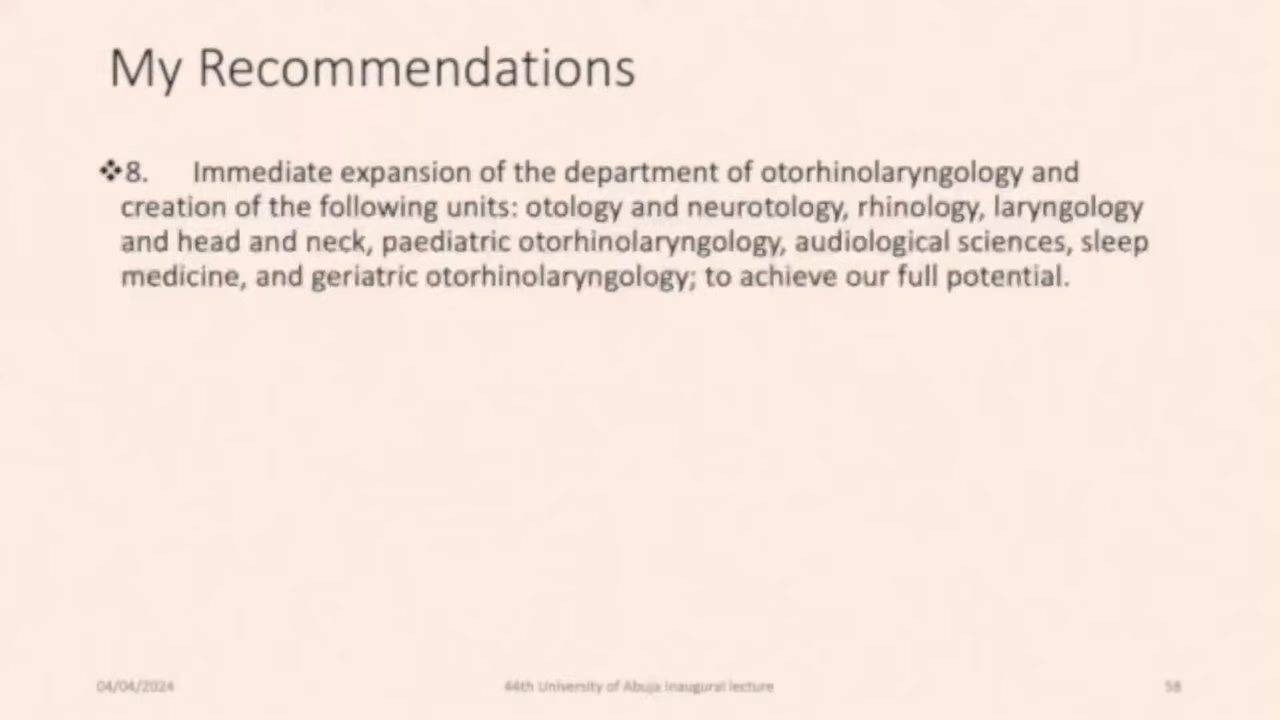 My Recommendations
❖8. Immediate expansion of the department of otorhinolaryngology and
creation of the following units: otology and neurotology, rhinology, laryngology
and head and neck, paediatric otorhinolaryngology, audiological sciences, sleep
medicine, and geriatric otorhinolaryngology; to achieve our full potential.
04/04/2024
44th University of Abuja Inaugural lecture
58